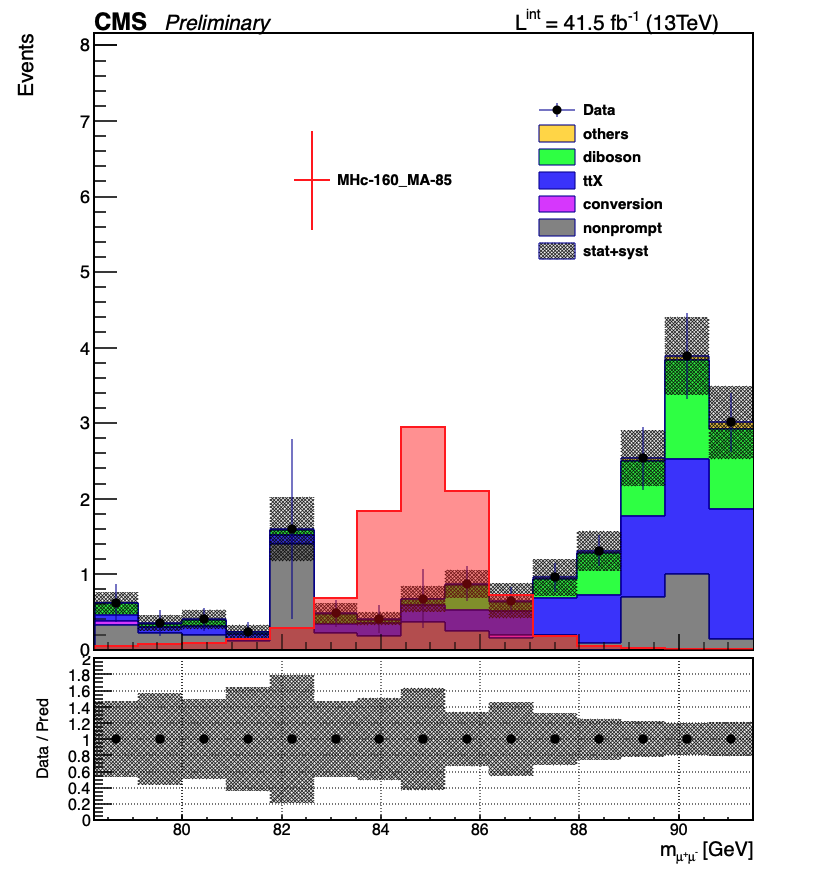 CMS Preliminary L^int = 41.5 fb^-1 (13TeV)
Events
8
7
6
5
4
3
2
1
0
MHc-160_MA-85
Data
others
diboson
ttX
conversion
nonprompt
stat+syst
Data / Pred
2
1.8
1.6
1.4
1.2
1
0.8
0.6
0.4
0.2
0
80 82 84 86 88 90
m_μ⁺μ⁻ [GeV]